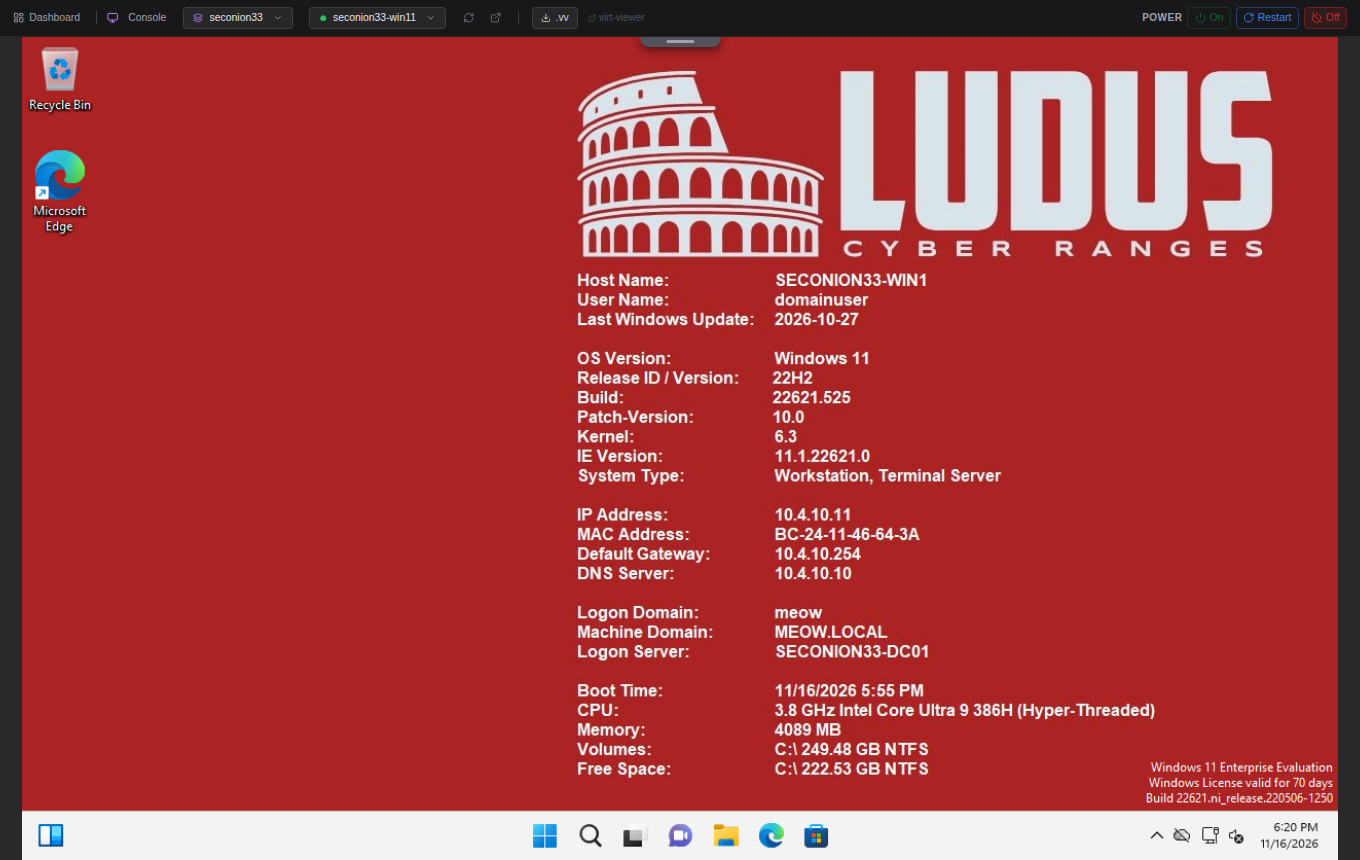 Dashboard Console seconion33 seconion33-win11 .vv virt-viewer POWER On Restart Off
Recycle Bin
Microsoft
Edge
LUDUS
CYBER RANGES
Host Name: SECONION33-WIN1
User Name: domainuser
Last Windows Update: 2026-10-27
OS Version: Windows 11
Release ID / Version: 22H2
Build: 22621.525
Patch-Version: 10.0
Kernel: 6.3
IE Version: 11.1.22621.0
System Type: Workstation, Terminal Server
IP Address: 10.4.10.11
MAC Address: BC-24-11-46-64-3A
Default Gateway: 10.4.10.254
DNS Server: 10.4.10.10
Logon Domain: meow
Machine Domain: MEOW.LOCAL
Logon Server: SECONION33-DC01
Boot Time: 11/16/2026 5:55 PM
CPU: 3.8 GHz Intel Core Ultra 9 386H (Hyper-Threaded)
Memory: 4089 MB
Volumes: C:\ 249.48 GB NTFS
Free Space: C:\ 222.53 GB NTFS
Windows 11 Enterprise Evaluation
Windows License valid for 70 days
Build 22621.ni_release.220506-1250
6:20 PM
11/16/2026